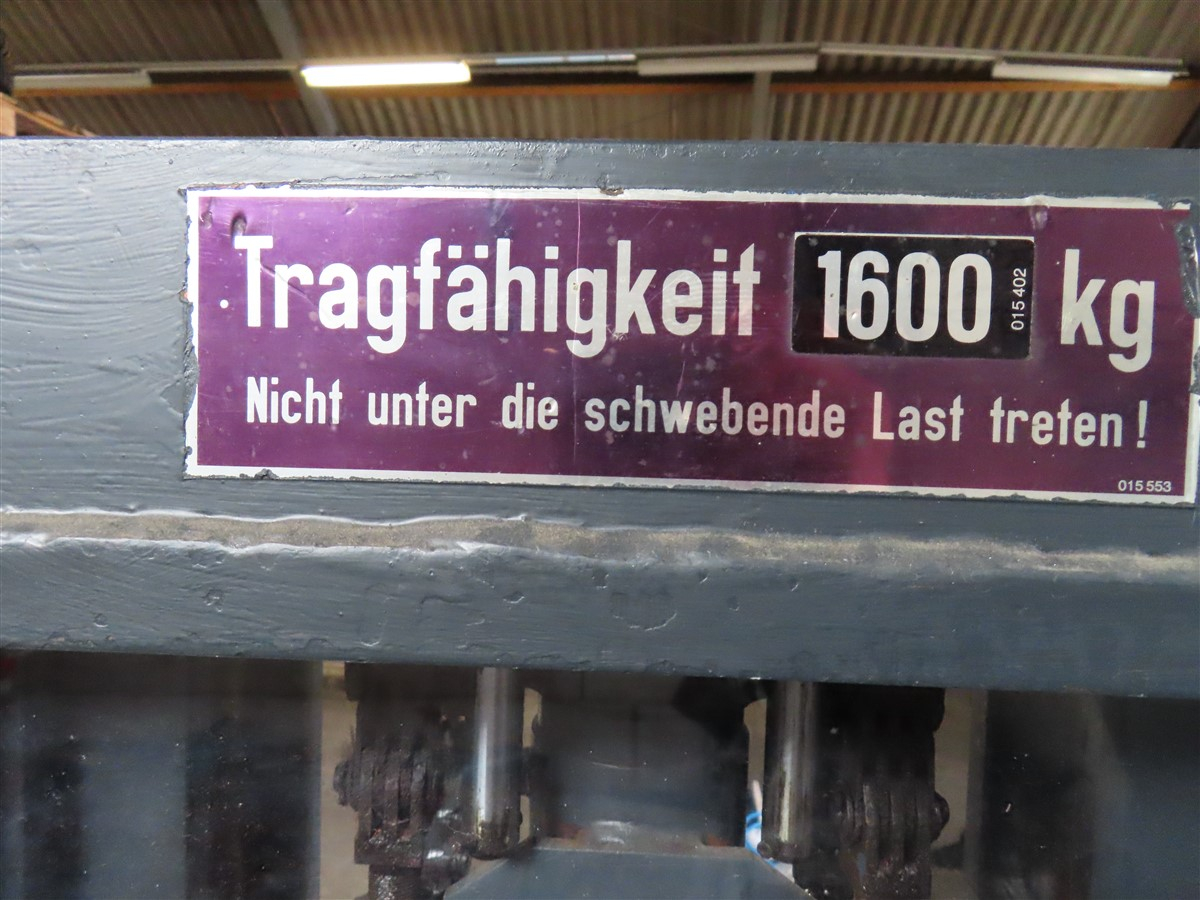 Tragfähigkeit 1600 015 402 kg
Nicht unter die schwebende Last treten!
015 553